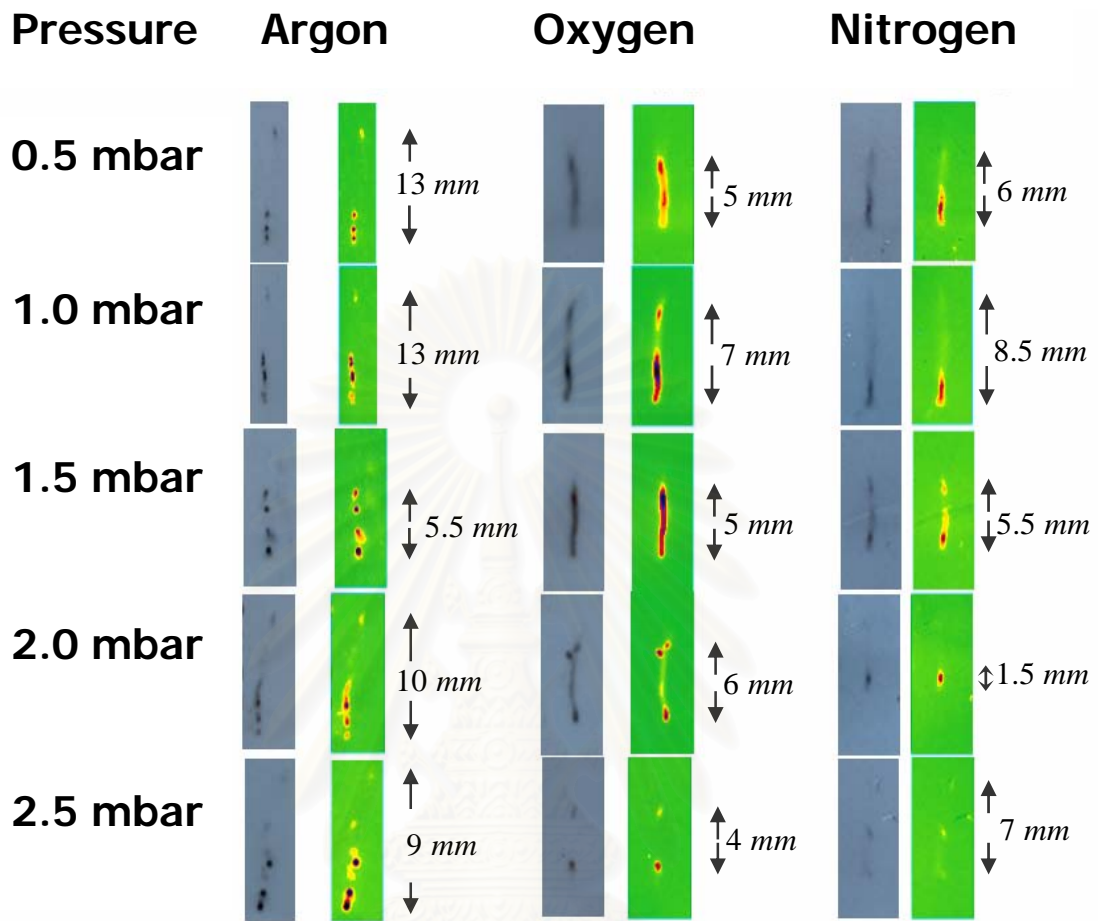 Pressure Argon Oxygen Nitrogen
0.5 mbar 13 mm 5 mm 6 mm
1.0 mbar 13 mm 7 mm 8.5 mm
1.5 mbar 5.5 mm 5 mm 5.5 mm
2.0 mbar 10 mm 6 mm 1.5 mm
2.5 mbar 9 mm 4 mm 7 mm